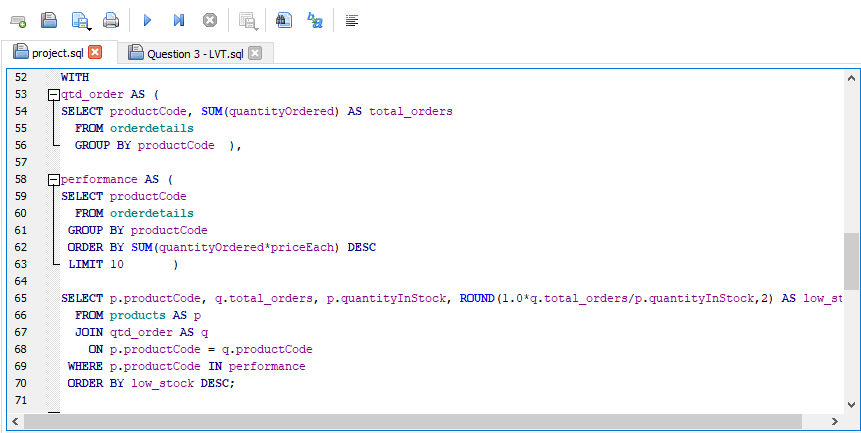 project.sql
Question 3 - LVT.sql
52 WITH
53 qtd_order AS (
54 SELECT productCode, SUM(quantityOrdered) AS total_orders
55 FROM orderdetails
56 GROUP BY productCode ),
57
58 performance AS (
59 SELECT productCode
60 FROM orderdetails
61 GROUP BY productCode
62 ORDER BY SUM(quantityOrdered*priceEach) DESC
63 LIMIT 10 )
64
65 SELECT p.productCode, q.total_orders, p.quantityInStock, ROUND(1.0*q.total_orders/p.quantityInStock,2) AS low_st
66 FROM products AS p
67 JOIN qtd_order AS q
68 ON p.productCode = q.productCode
69 WHERE p.productCode IN performance
70 ORDER BY low_stock DESC;
71